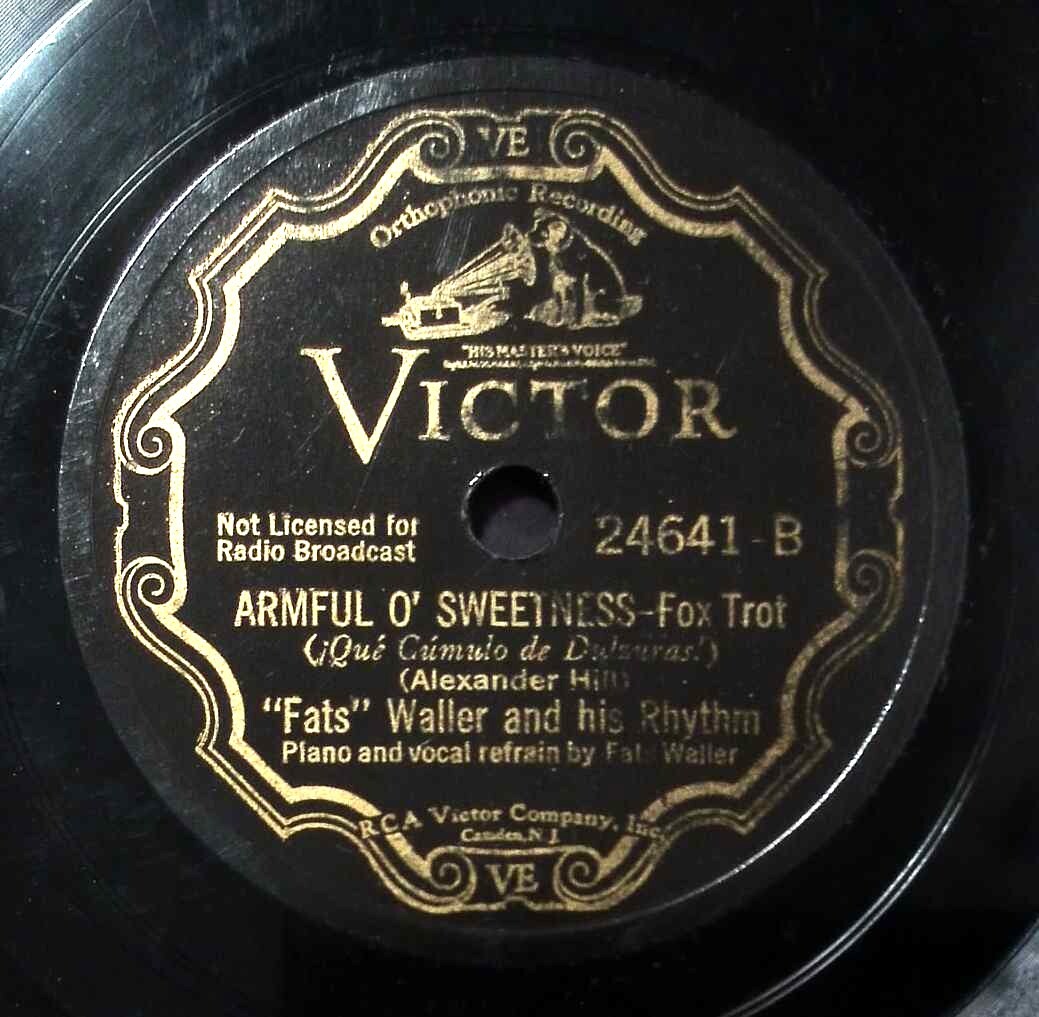 VE
Orthophonic Recording
"HIS MASTER'S VOICE"
VICTOR
Not Licensed for
Radio Broadcast
24641-B
ARMFUL O' SWEETNESS-Fox Trot
(¡Qué Cúmulo de Dulzuras!)
(Alexander Hill)
"Fats" Waller and his Rhythm
Piano and vocal refrain by Fats Waller
RCA Victor Company, Inc.
Camden, N.J.
VE